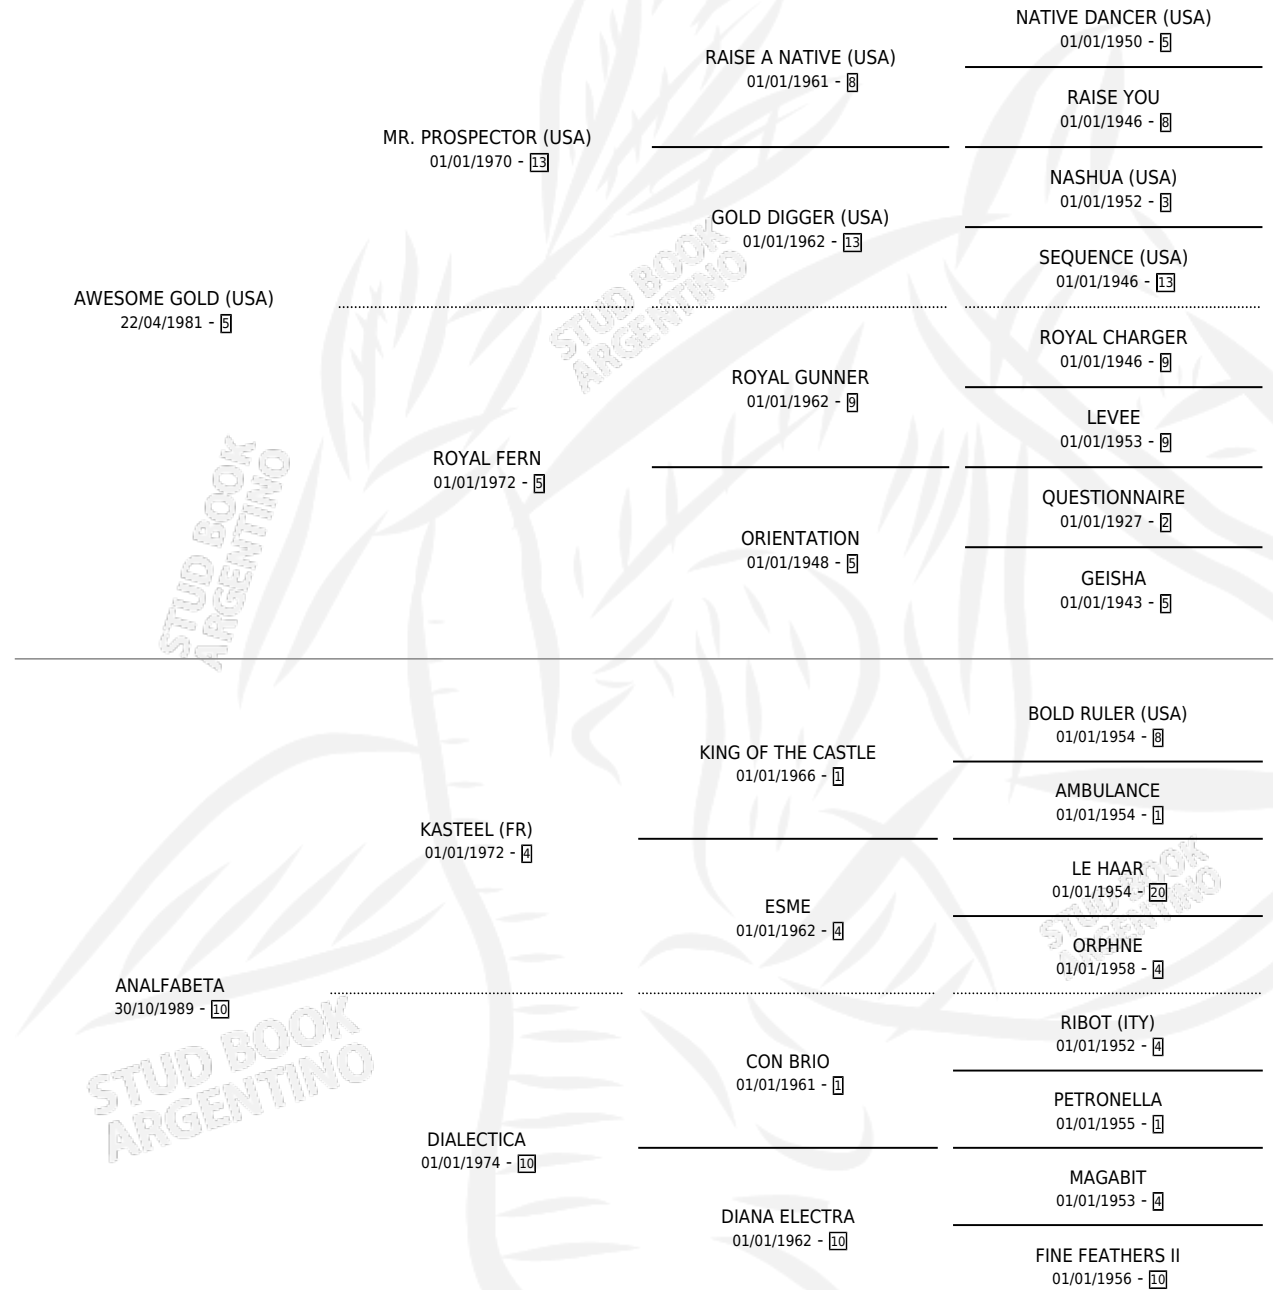 NATIVE DANCER (USA)
01/01/1950 - 5
RAISE A NATIVE (USA)
01/01/1961 - 8
RAISE YOU
01/01/1946 - 8
MR. PROSPECTOR (USA)
01/01/1970 - 13
NASHUA (USA)
01/01/1952 - 3
GOLD DIGGER (USA)
01/01/1962 - 13
SEQUENCE (USA)
01/01/1946 - 13
AWESOME GOLD (USA)
22/04/1981 - 5
ROYAL CHARGER
01/01/1946 - 9
ROYAL GUNNER
01/01/1962 - 9
LEVEE
01/01/1953 - 9
ROYAL FERN
01/01/1972 - 5
QUESTIONNAIRE
01/01/1927 - 2
ORIENTATION
01/01/1948 - 5
GEISHA
01/01/1943 - 5
BOLD RULER (USA)
01/01/1954 - 8
KING OF THE CASTLE
01/01/1966 - 1
AMBULANCE
01/01/1954 - 1
KASTEEL (FR)
01/01/1972 - 4
LE HAAR
01/01/1954 - 20
ESME
01/01/1962 - 4
ORPHNE
01/01/1958 - 4
ANALFABETA
30/10/1989 - 10
RIBOT (ITY)
01/01/1952 - 4
CON BRIO
01/01/1961 - 1
PETRONELLA
01/01/1955 - 1
DIALECTICA
01/01/1974 - 10
MAGABIT
01/01/1953 - 4
DIANA ELECTRA
01/01/1962 - 10
FINE FEATHERS II
01/01/1956 - 10
STUD BOOK
ARGENTINO
STUD BOOK
ARGENTINO
STUD BOOK
ARGENTINO
STUD BOOK
ARGENTINO